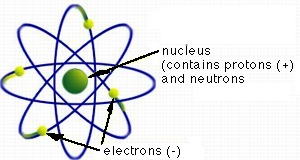 nucleus
(contains protons (+)
and neutrons
electrons (-)